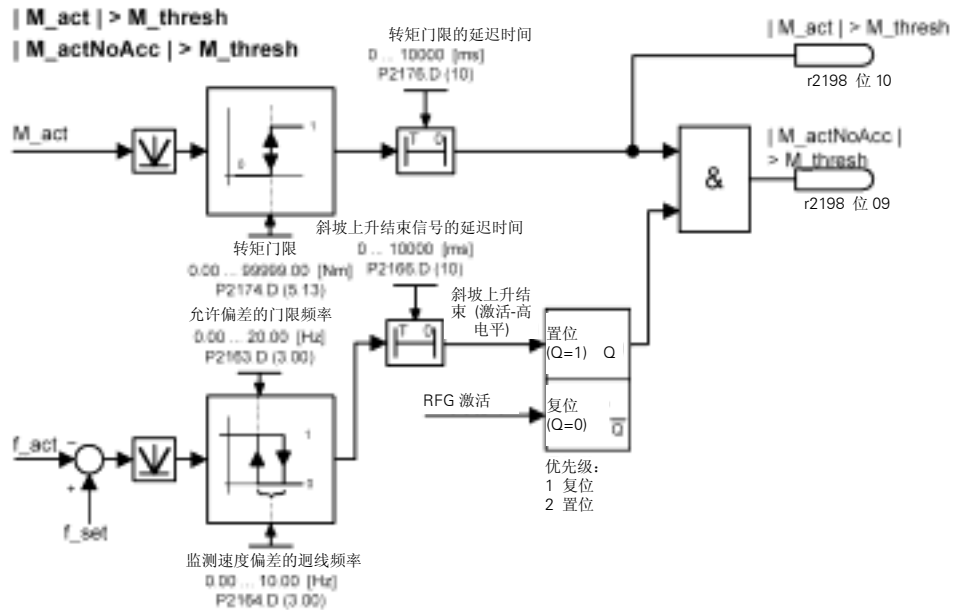 | M_act | > M_thresh
| M_actNoAcc | > M_thresh
转矩门限的延迟时间
0 ... 10000 [ms]
P2176.D (10)
| M_act | > M_thresh
r2198 位 10
M_act
1
0
T 0
&
| M_actNoAcc |
> M_thresh
r2198 位 09
转矩门限
0.00 ... 99999.00 [Nm]
P2174.D (5.13)
斜坡上升结束信号的延迟时间
0 ... 10000 [ms]
P2166.D (10)
允许偏差的门限频率
0.00 ... 20.00 [Hz]
P2163.D (3.00)
T 0
斜坡上升结
束 (激活-高
电平)
置位
(Q=1) Q
RFG 激活
复位
(Q=0) Q
优先级:
1 复位
2 置位
f_act
−
+
f_set
1
0
监测速度偏差的迴线频率
0.00 ... 10.00 [Hz]
P2164.D (3.00)